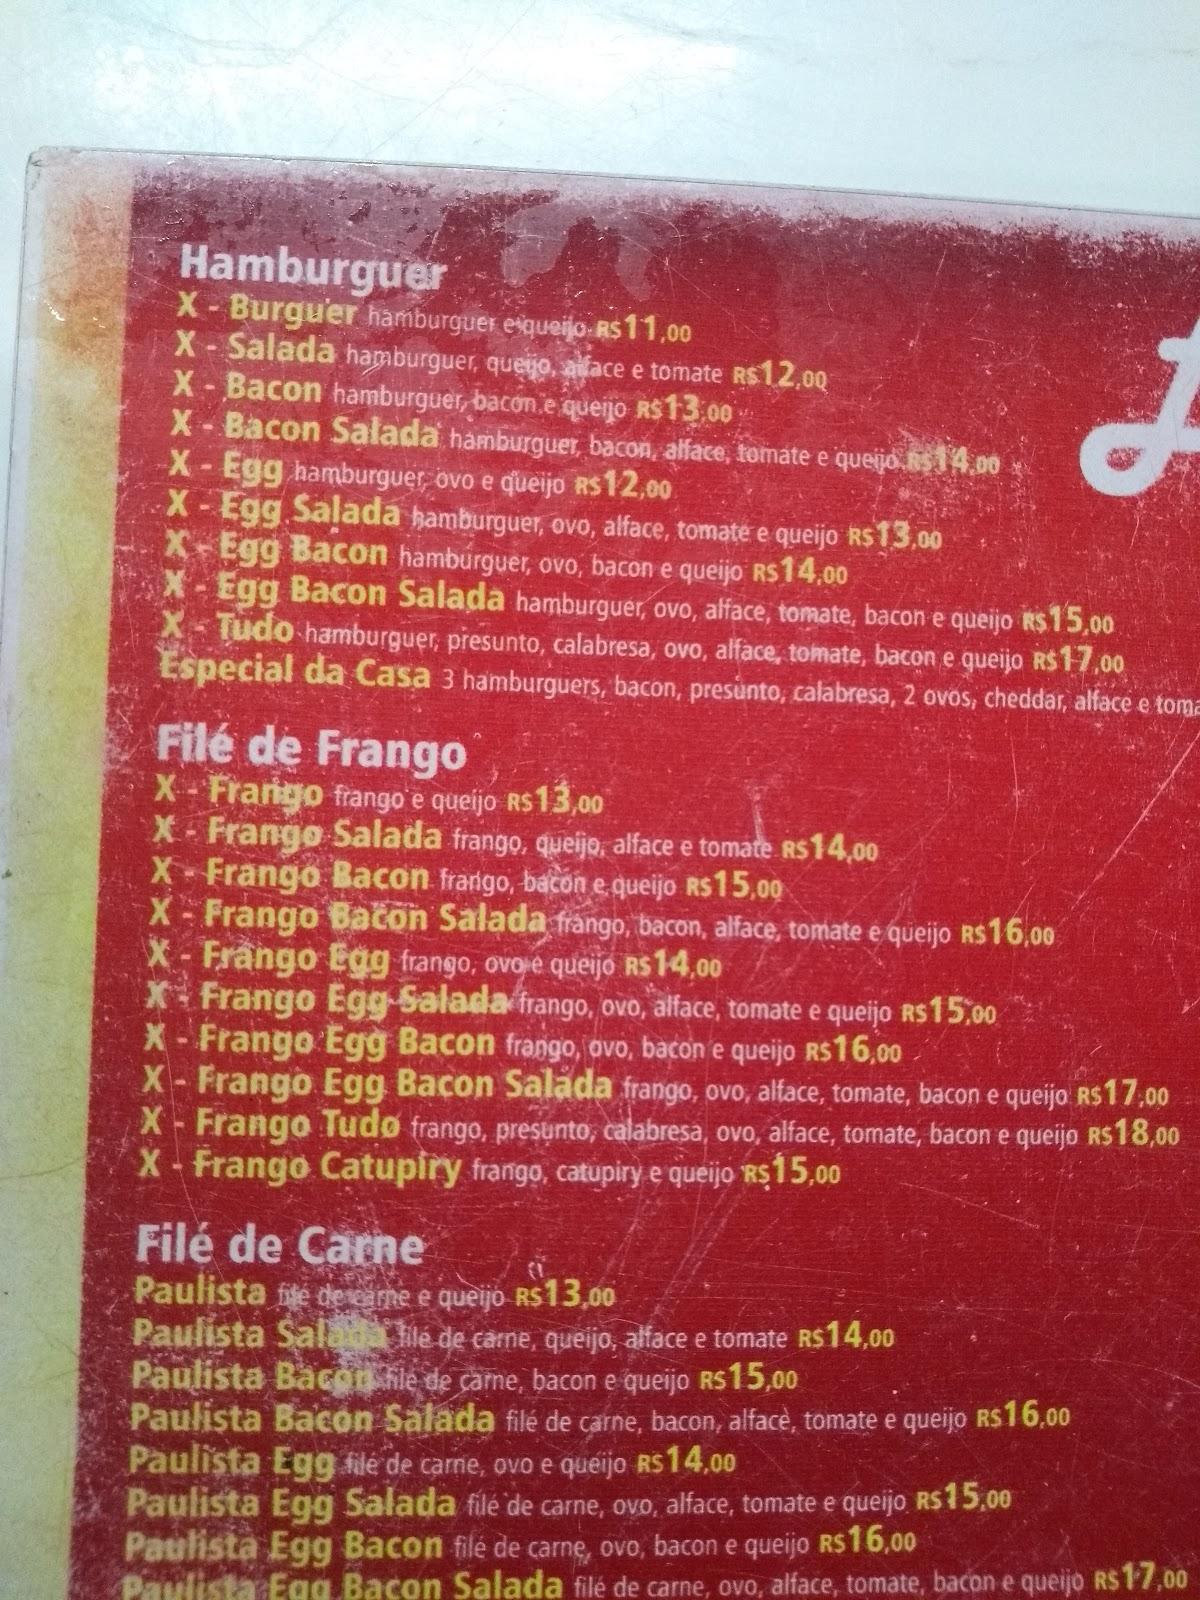 Hamburguer
X - Burguer hamburguer e queijo R$11,00
X - Salada hamburguer, queijo, alface e tomate R$12,00
X - Bacon hamburguer, bacon e queijo R$13,00
X - Bacon Salada hamburguer, bacon, alface, tomate e queijo R$14,00
X - Egg hamburguer, ovo e queijo R$12,00
X - Egg Salada hamburguer, ovo, alface, tomate e queijo R$13,00
X - Egg Bacon hamburguer, ovo, bacon e queijo R$14,00
X - Egg Bacon Salada hamburguer, ovo, alface, tomate, bacon e queijo R$15,00
X - Tudo hamburguer, presunto, calabresa, ovo, alface, tomate, bacon e queijo R$17,00
Especial da Casa 3 hamburguers, bacon, presunto, calabresa, 2 ovos, cheddar, alface e toma
Filé de Frango
X - Frango frango e queijo R$13,00
X - Frango Salada frango, queijo, alface e tomate R$14,00
X - Frango Bacon frango, bacon e queijo R$15,00
X - Frango Bacon Salada frango, bacon, alface, tomate e queijo R$16,00
X - Frango Egg frango, ovo e queijo R$14,00
X - Frango Egg Salada frango, ovo, alface, tomate e queijo R$15,00
X - Frango Egg Bacon frango, ovo, bacon e queijo R$16,00
X - Frango Egg Bacon Salada frango, ovo, alface, tomate, bacon e queijo R$17,00
X - Frango Tudo frango, presunto, calabresa, ovo, alface, tomate, bacon e queijo R$18,00
X - Frango Catupiry frango, catupiry e queijo R$15,00
Filé de Carne
Paulista filé de carne e queijo R$13,00
Paulista Salada filé de carne, queijo, alface e tomate R$14,00
Paulista Bacon filé de carne, bacon e queijo R$15,00
Paulista Bacon Salada filé de carne, bacon, alface, tomate e queijo R$16,00
Paulista Egg filé de carne, ovo e queijo R$14,00
Paulista Egg Salada filé de carne, ovo, alface, tomate e queijo R$15,00
Paulista Egg Bacon filé de carne, ovo, bacon e queijo R$16,00
Paulista Egg Bacon Salada filé de carne, ovo, alface, tomate, bacon e queijo R$17,00